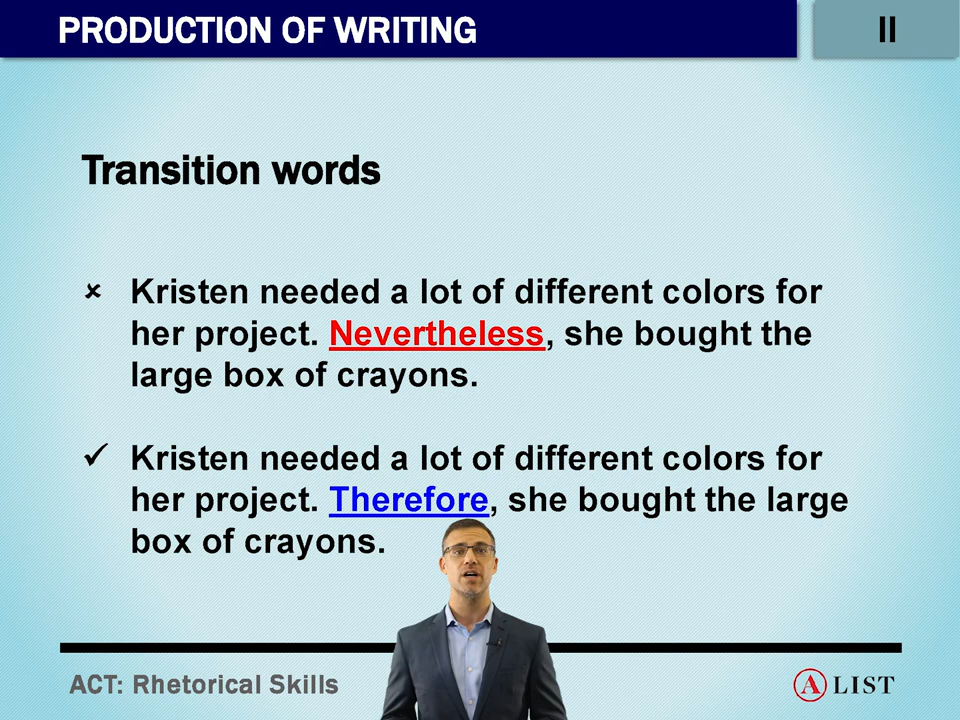 PRODUCTION OF WRITING
II
Transition words
× Kristen needed a lot of different colors for
her project. Nevertheless, she bought the
large box of crayons.
✓ Kristen needed a lot of different colors for
her project. Therefore, she bought the large
box of crayons.
ACT: Rhetorical Skills
A LIST